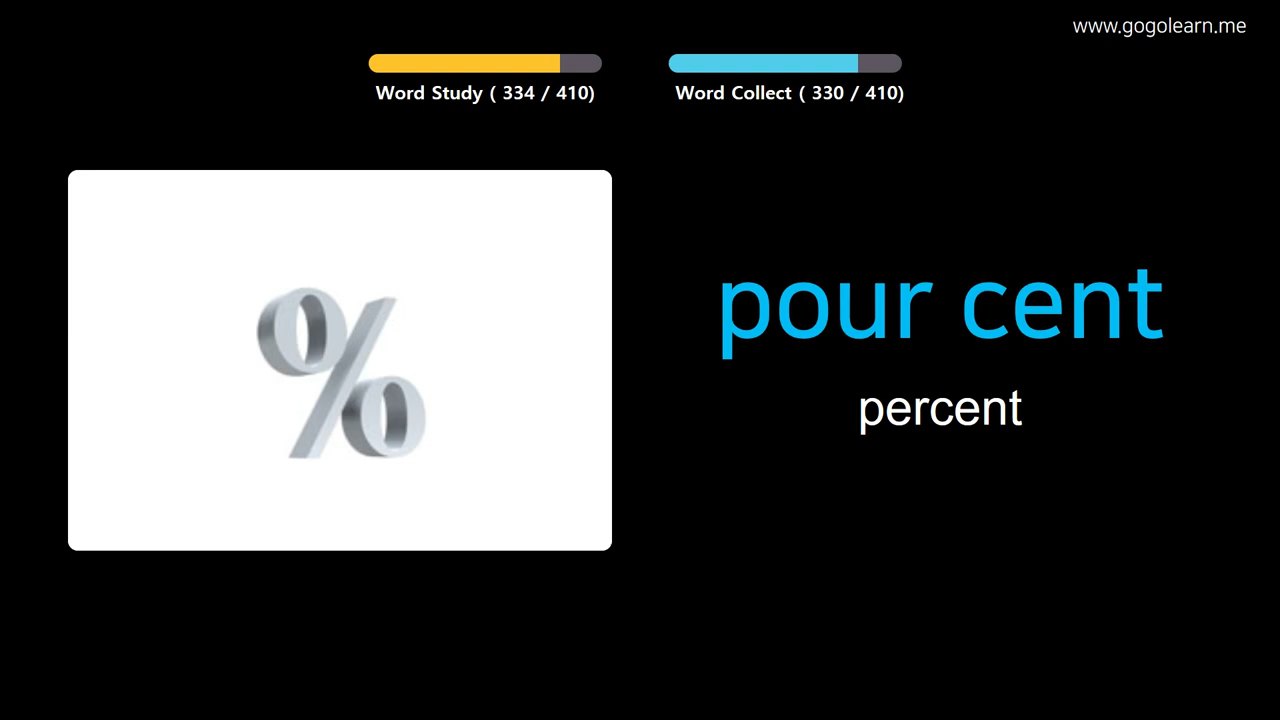 www.gogolearn.me
Word Study ( 334 / 410)
Word Collect ( 330 / 410)
%
pour cent
percent